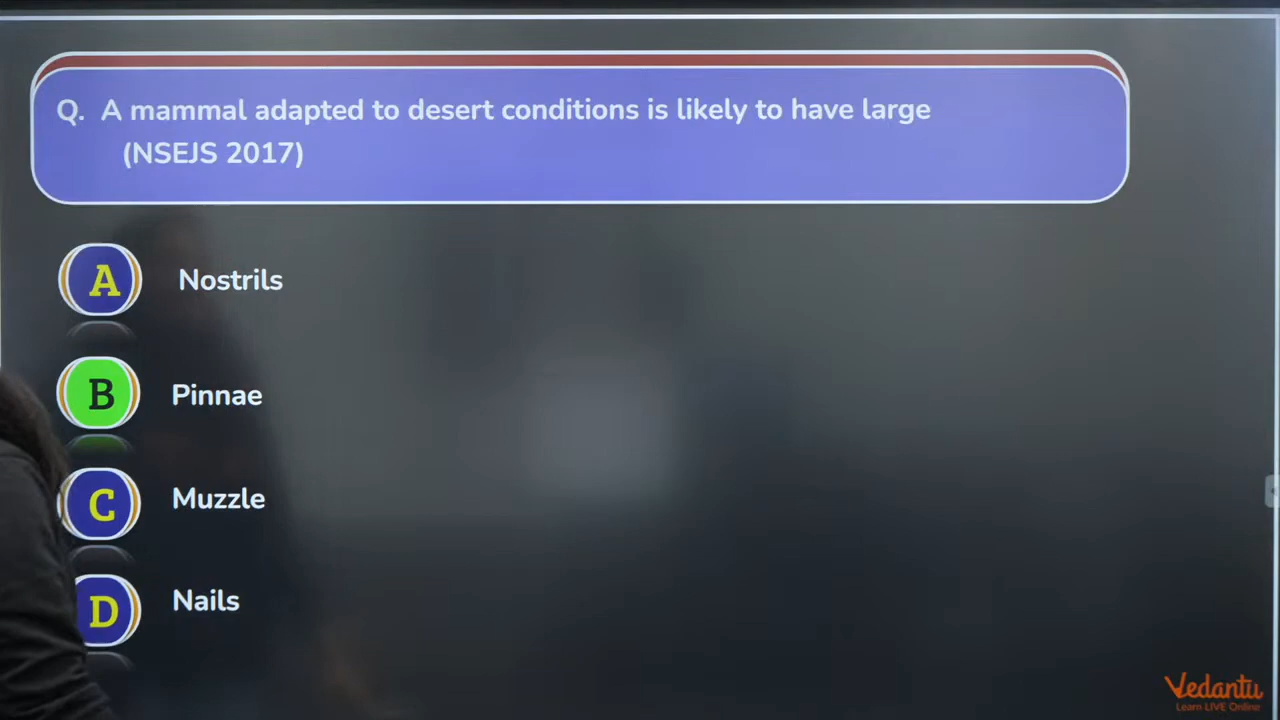 Q. A mammal adapted to desert conditions is likely to have large
(NSEJS 2017)
A Nostrils
B Pinnae
C Muzzle
D Nails
Vedantu
Learn LIVE Online